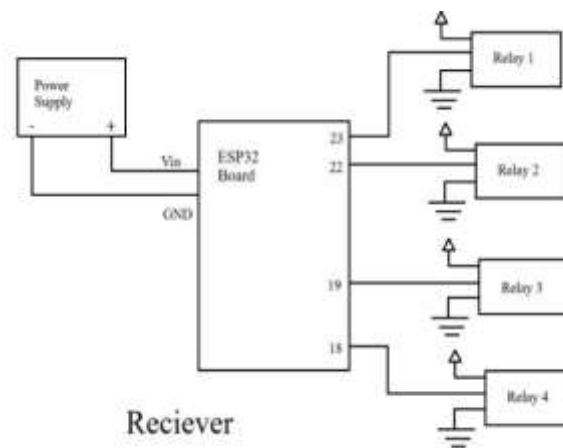 Power
Supply
-
+
Vin
GND
ESP32
Board
23
22
19
18
Relay 1
Relay 2
Relay 3
Relay 4
Reciever